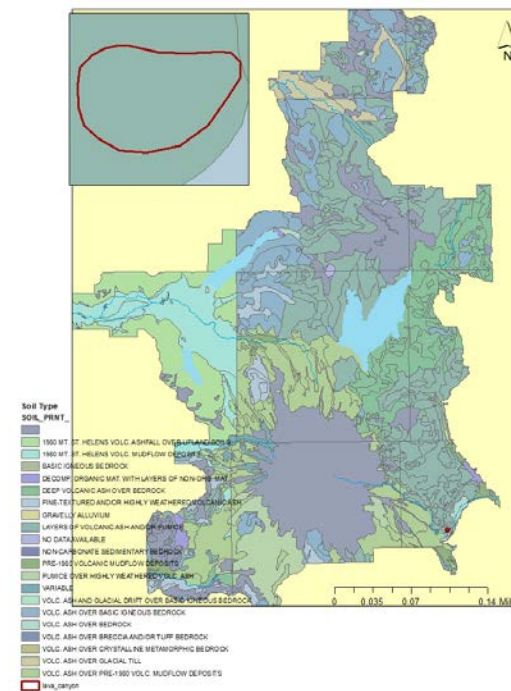 N
Soil Type
SOIL_PRNT_
1980 MT. ST. HELENS VOLC. ASHFALL OVER UPLAND SOILS
1980 MT. ST. HELENS VOLC. MUDFLOW DEPOSITS
BASIC IGNEOUS BEDROCK
DECOMP. ORGANIC MAT. WITH LAYERS OF NON-ORG. MAT.
DEEP VOLCANIC ASH OVER BEDROCK
FINE-TEXTURED AND/OR HIGHLY WEATHERED VOLCANIC ASH
GRAVELLY ALLUVIUM
LAYERS OF VOLCANIC ASH AND/OR PUMICE
NO DATA AVAILABLE
NON-CARBONATE SEDIMENTARY BEDROCK
PRE-1980 VOLCANIC MUDFLOW DEPOSITS
PUMICE OVER HIGHLY WEATHERED VOLC. ASH
VARIABLE
VOLC. ASH AND GLACIAL DRIFT OVER BASIC IGNEOUS BEDROCK
VOLC. ASH OVER BASIC IGNEOUS BEDROCK
VOLC. ASH OVER BEDROCK
VOLC. ASH OVER BRECCIA AND/OR TUFF BEDROCK
VOLC. ASH OVER CRYSTALLINE METAMORPHIC BEDROCK
VOLC. ASH OVER GLACIAL TILL
VOLC. ASH OVER PRE-1980 VOLC. MUDFLOW DEPOSITS
lava_canyon
0 0.035 0.07 0.14